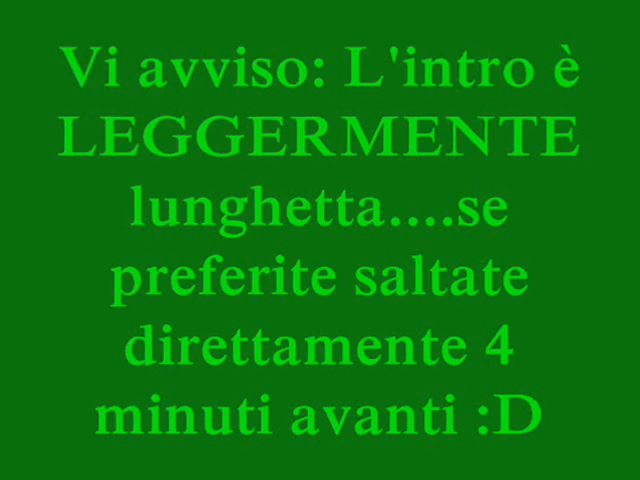 Vi avviso: L'intro è
LEGGERMENTE
lunghetta....se
preferite saltate
direttamente 4
minuti avanti :D